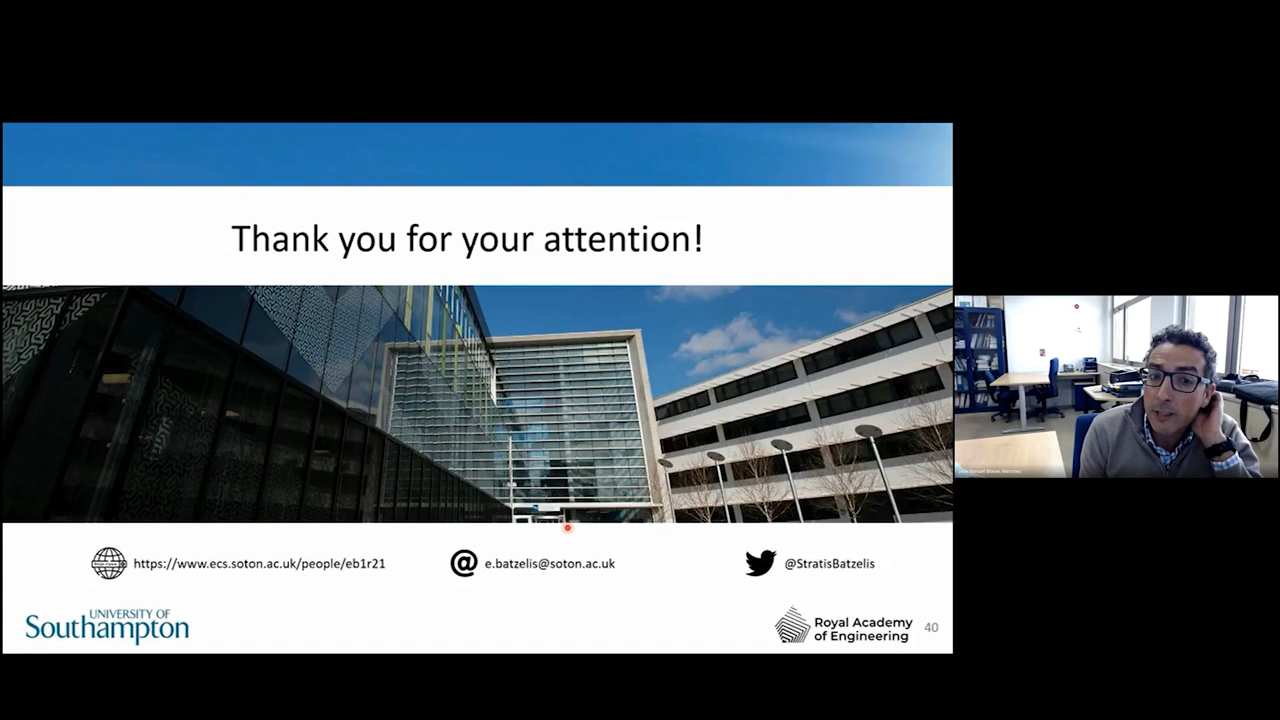 Thank you for your attention!
https://www.ecs.soton.ac.uk/people/eb1r21
e.batzelis@soton.ac.uk
@StratisBatzelis
UNIVERSITY OF
Southampton
Royal Academy
of Engineering
40